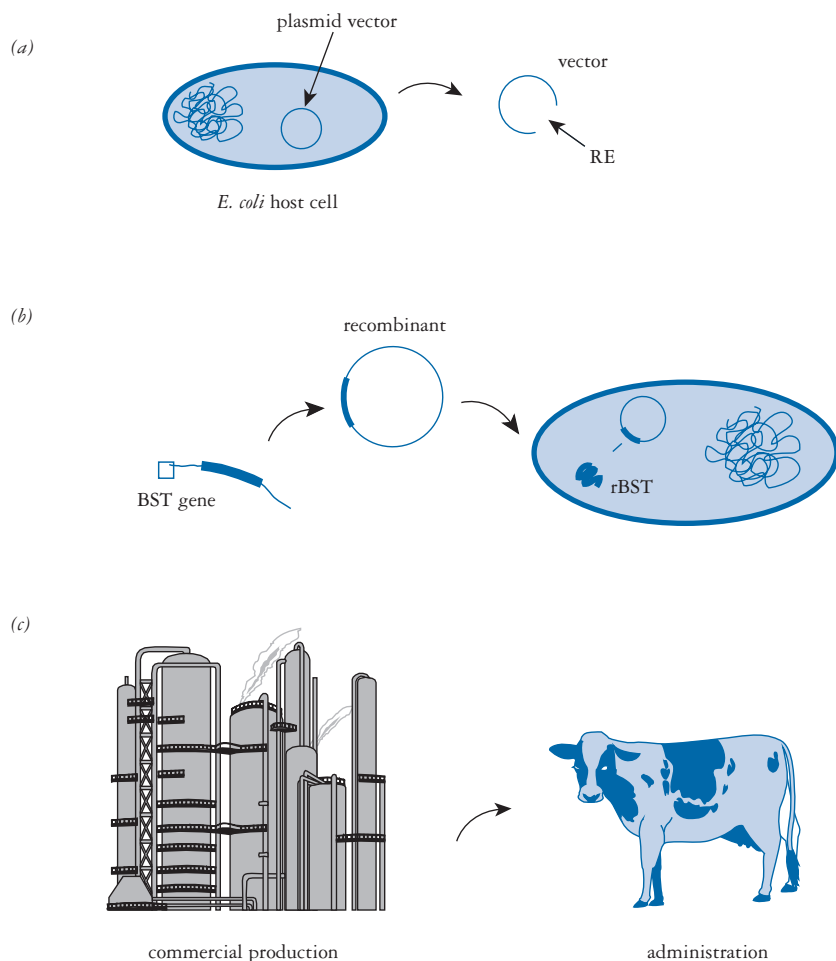 (a)
plasmid vector
vector
RE
E. coli host cell
(b)
recombinant
BST gene
rBST
(c)
commercial production
administration